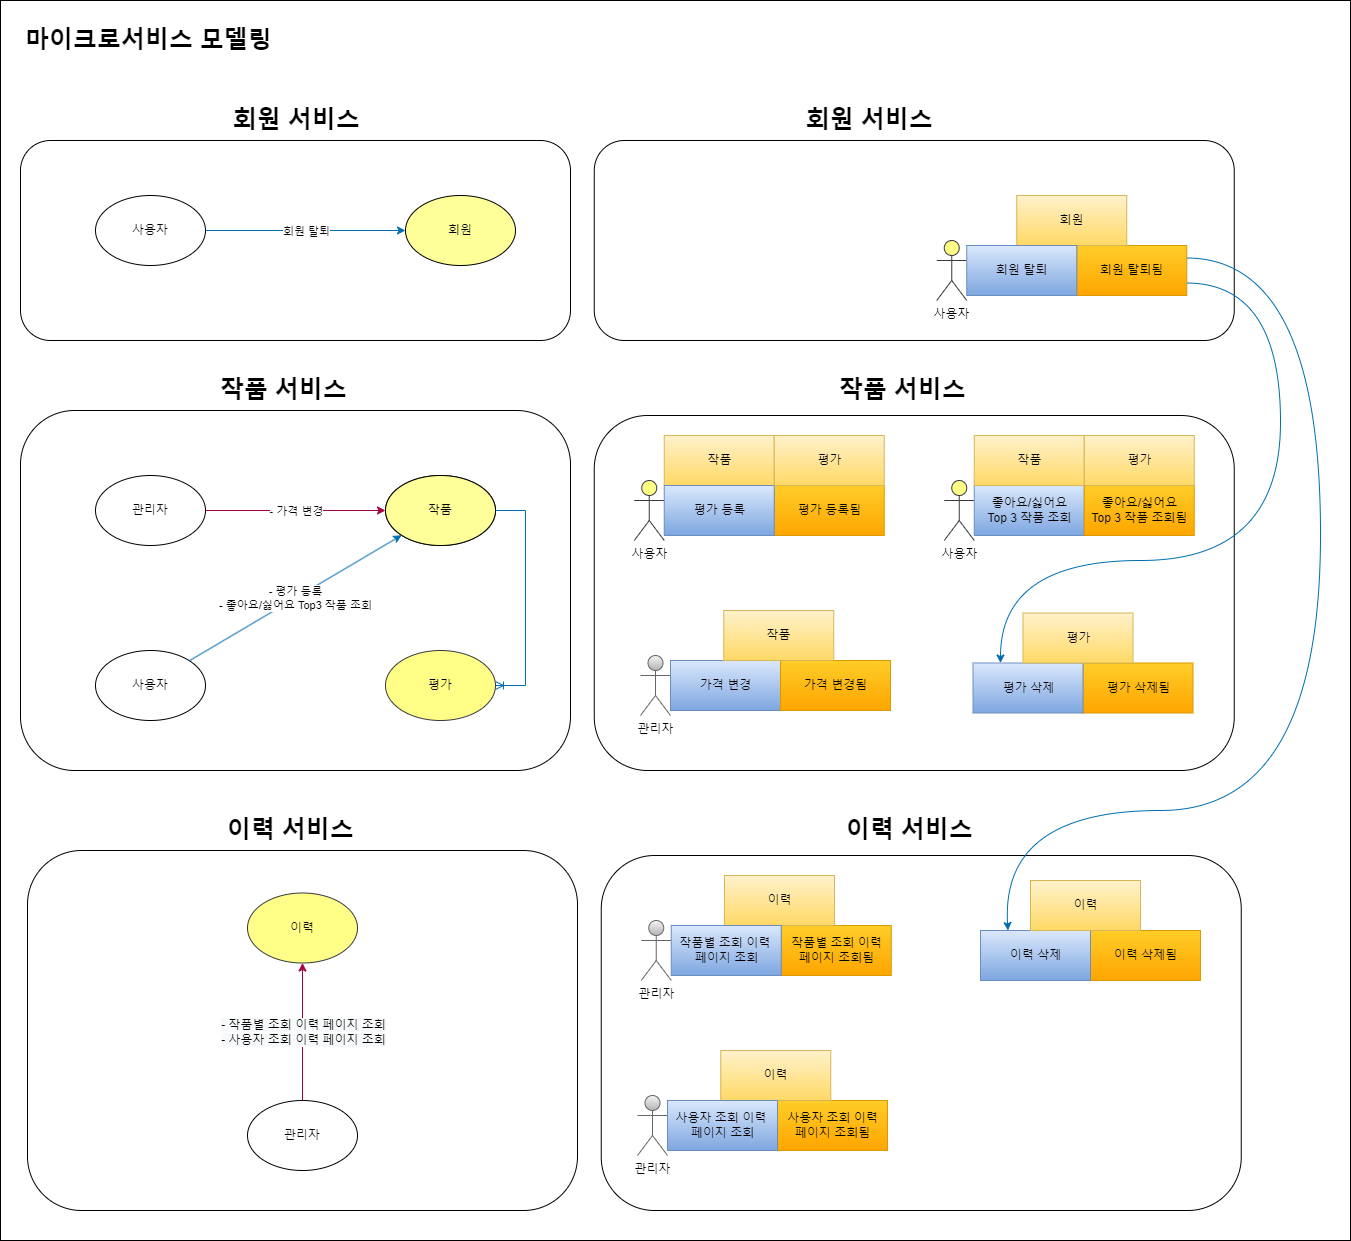 마이크로서비스 모델링
회원 서비스
사용자
회원 탈퇴
회원
회원 서비스
회원
회원 탈퇴
회원 탈퇴됨
사용자
작품 서비스
관리자
- 가격 변경
작품
- 평가 등록
- 좋아요/싫어요 Top3 작품 조회
사용자
평가
작품 서비스
작품
평가
평가 등록
평가 등록됨
사용자
작품
평가
좋아요/싫어요
Top 3 작품 조회
좋아요/싫어요
Top 3 작품 조회됨
사용자
작품
가격 변경
가격 변경됨
관리자
평가
평가 삭제
평가 삭제됨
이력 서비스
이력
- 작품별 조회 이력 페이지 조회
- 사용자 조회 이력 페이지 조회
관리자
이력 서비스
이력
작품별 조회 이력
페이지 조회
작품별 조회 이력
페이지 조회됨
관리자
이력
이력 삭제
이력 삭제됨
이력
사용자 조회 이력
페이지 조회
사용자 조회 이력
페이지 조회됨
관리자